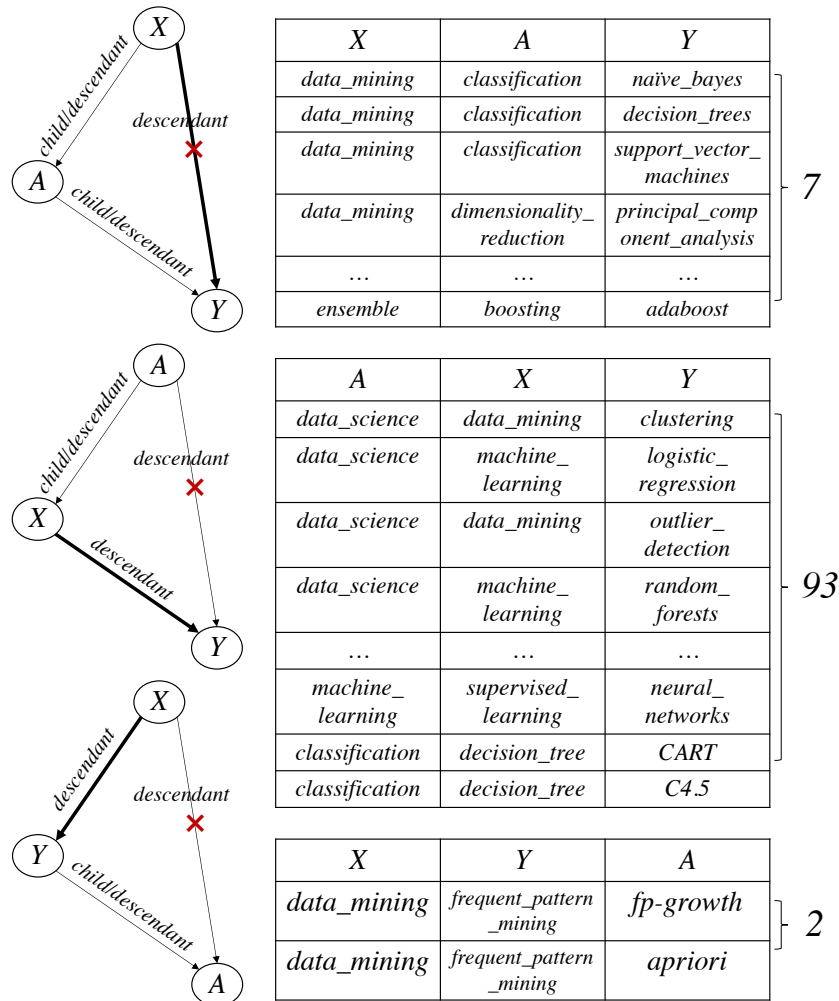 X
child/descendant
descendant
A
child/descendant
Y
X A Y
data_mining classification naïve_bayes
data_mining classification decision_trees
data_mining classification support_vector_
machines
data_mining dimensionality_ principal_comp
reduction onent_analysis
... ... ...
ensemble boosting adaboost
7
A
child/descendant
descendant
X
descendant
Y
A X Y
data_science data_mining clustering
data_science machine_ logistic_
learning regression
data_science data_mining outlier_
detection
data_science machine_ random_
learning forests
... ... ...
machine_ supervised_ neural_
learning learning networks
classification decision_tree CART
classification decision_tree C4.5
93
X
descendant
descendant
Y
child/descendant
A
X Y A
data_mining frequent_pattern fp-growth
_mining
data_mining frequent_pattern apriori
_mining
2